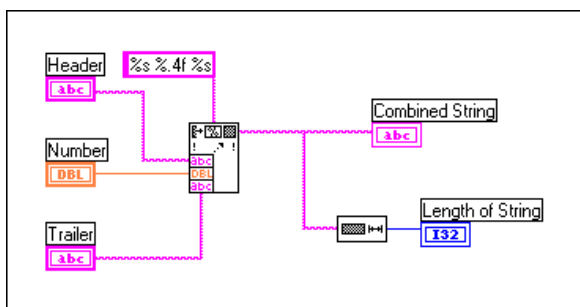 Header
abc
%s %.4f %s
Number
DBL
Trailer
abc
%
! !
abc
DBL
abc
Combined String
abc
Length of String
I32